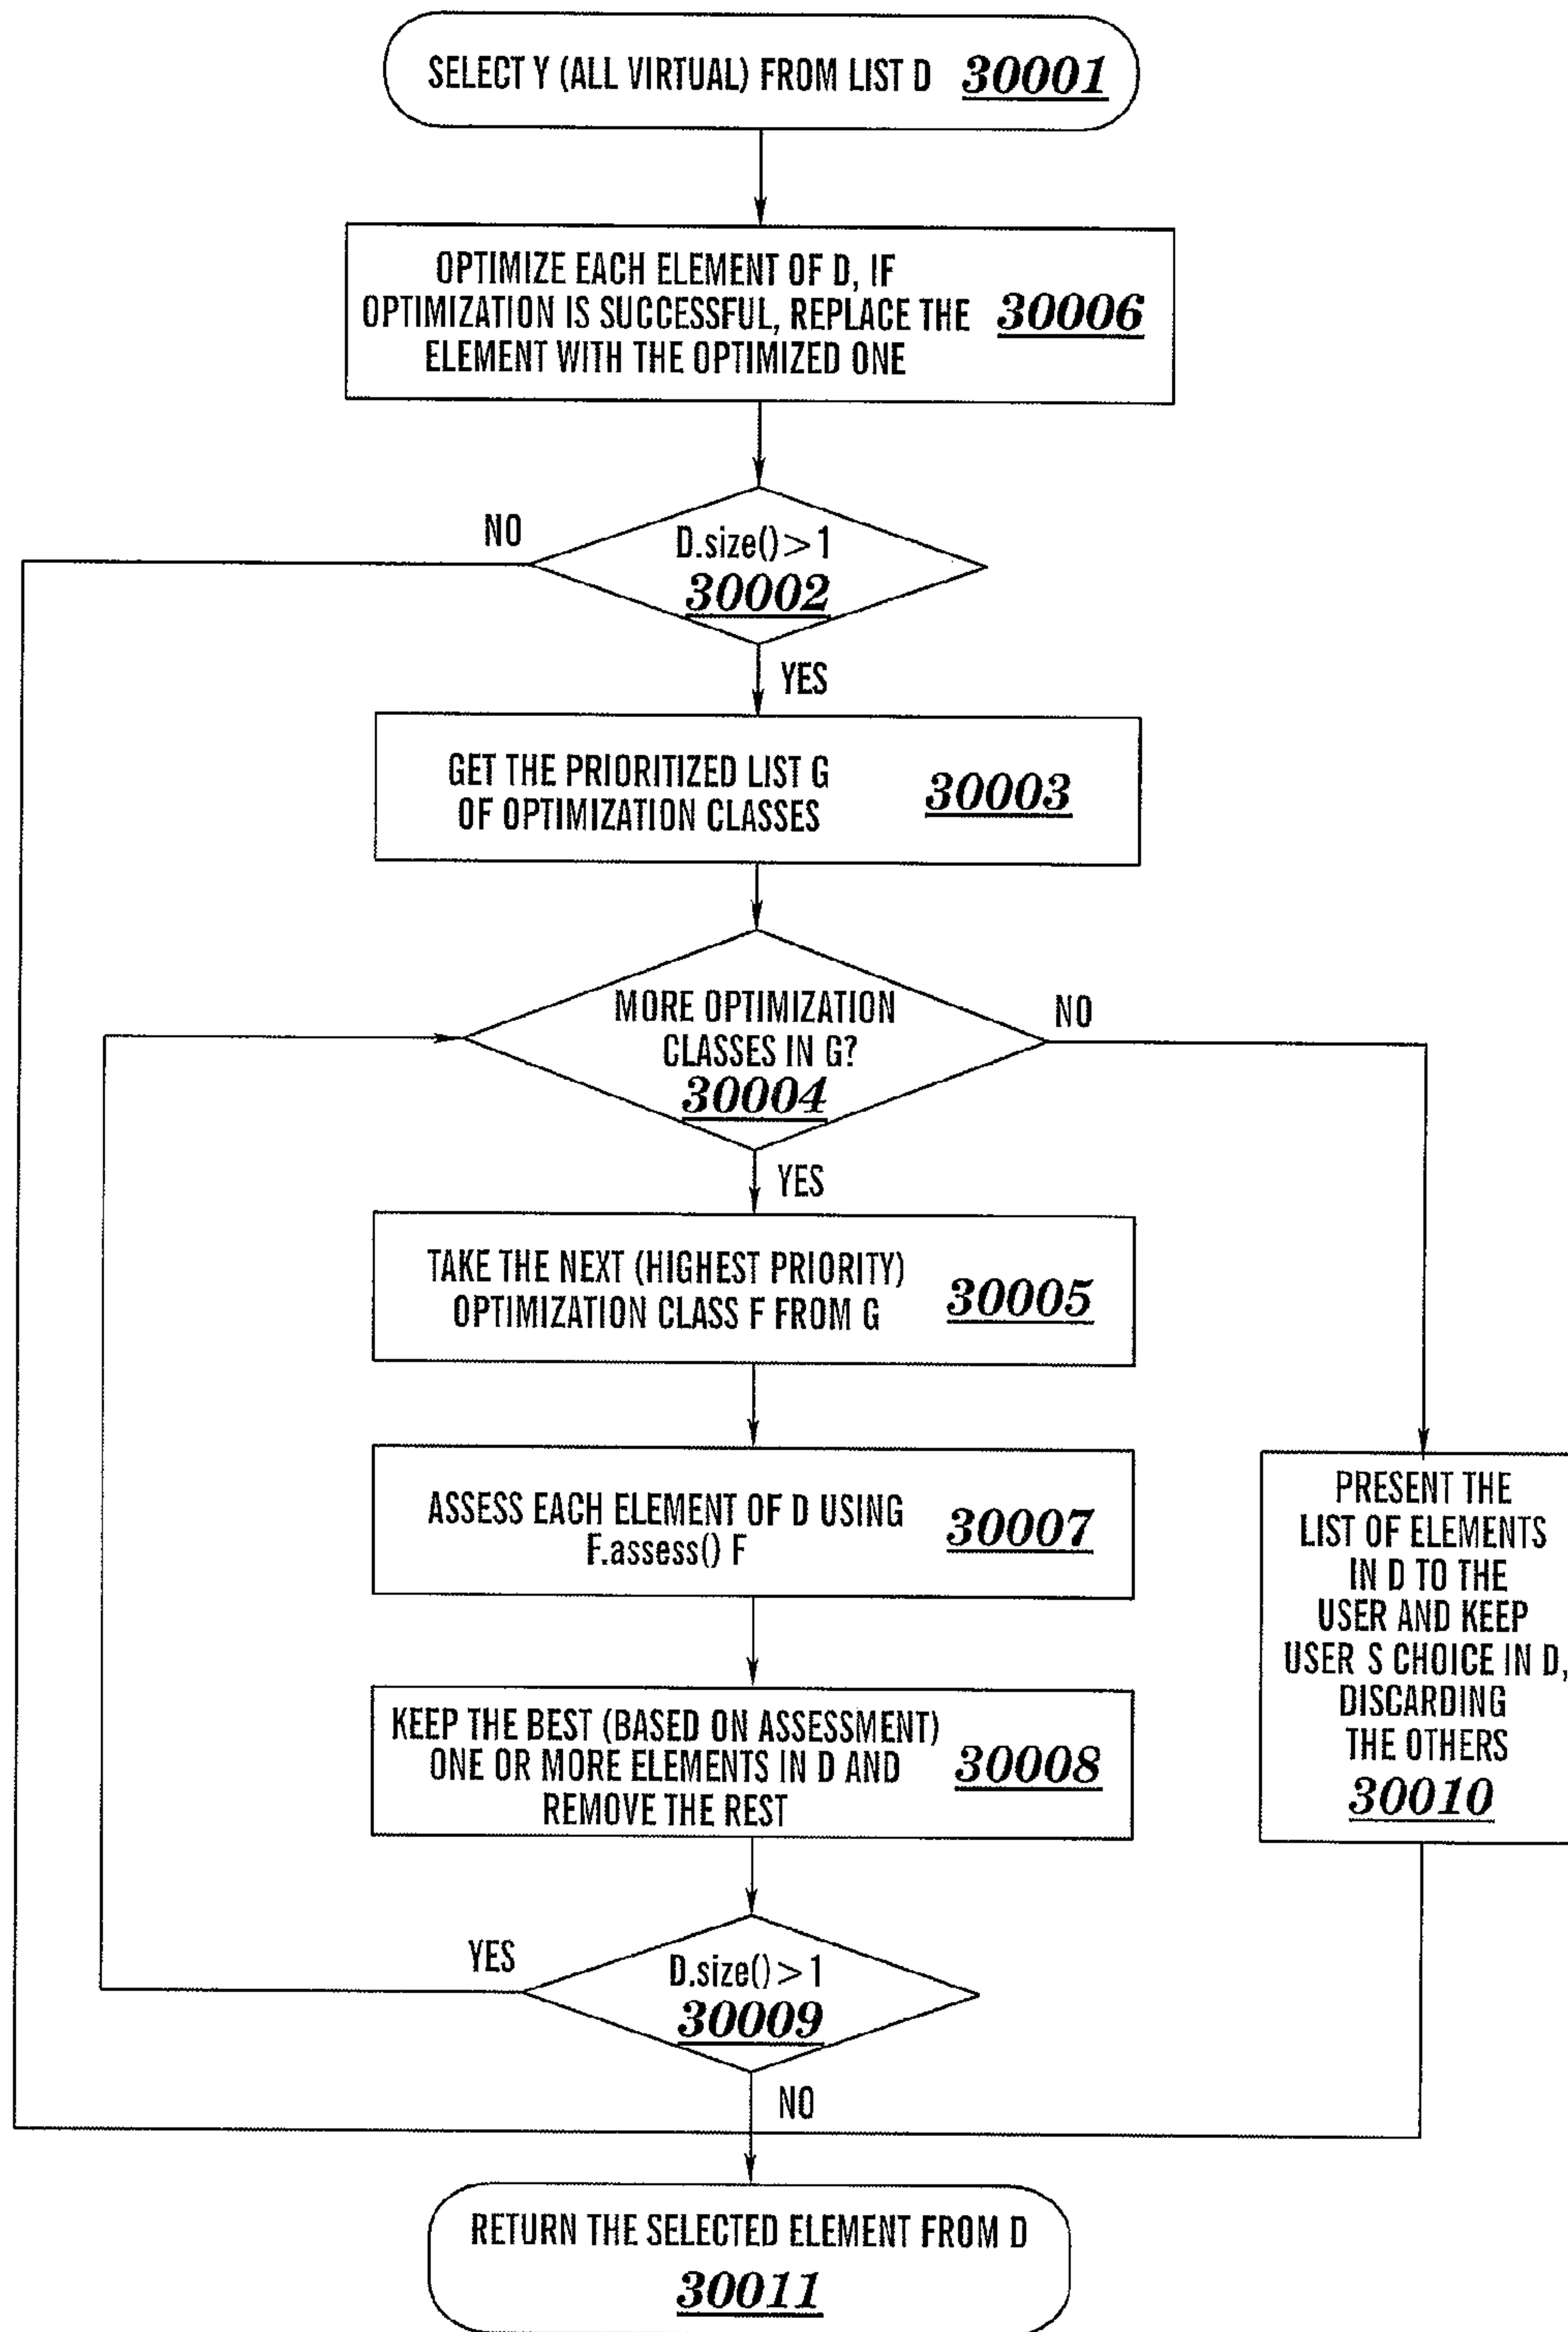 SELECT Y (ALL VIRTUAL) FROM LIST D 30001
OPTIMIZE EACH ELEMENT OF D, IF
OPTIMIZATION IS SUCCESSFUL, REPLACE THE 30006
ELEMENT WITH THE OPTIMIZED ONE
NO
D.size()>1
30002
YES
GET THE PRIORITIZED LIST G
OF OPTIMIZATION CLASSES
30003
MORE OPTIMIZATION
CLASSES IN G?
30004
NO
YES
TAKE THE NEXT (HIGHEST PRIORITY)
OPTIMIZATION CLASS F FROM G
30005
ASSESS EACH ELEMENT OF D USING
F.assess() F
30007
KEEP THE BEST (BASED ON ASSESSMENT)
ONE OR MORE ELEMENTS IN D AND 30008
REMOVE THE REST
PRESENT THE
LIST OF ELEMENTS
IN D TO THE
USER AND KEEP
USER S CHOICE IN D,
DISCARDING
THE OTHERS
30010
YES
D.size()>1
30009
NO
RETURN THE SELECTED ELEMENT FROM D
30011